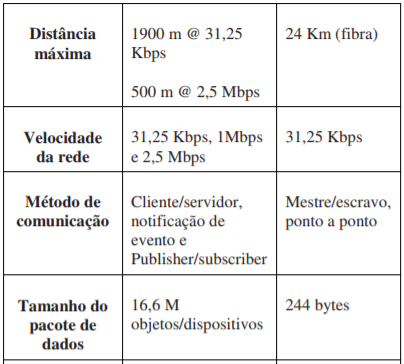 Distância
máxima
1900 m @ 31,25
Kbps
500 m @ 2,5 Mbps
24 Km (fibra)
Velocidade
da rede
31,25 Kbps, 1Mbps
e 2,5 Mbps
31,25 Kbps
Método de
comunicação
Cliente/servidor,
notificação de
evento e
Publisher/subscriber
Mestre/escravo,
ponto a ponto
Tamanho do
pacote de
dados
16,6 M
objetos/dispositivos
244 bytes